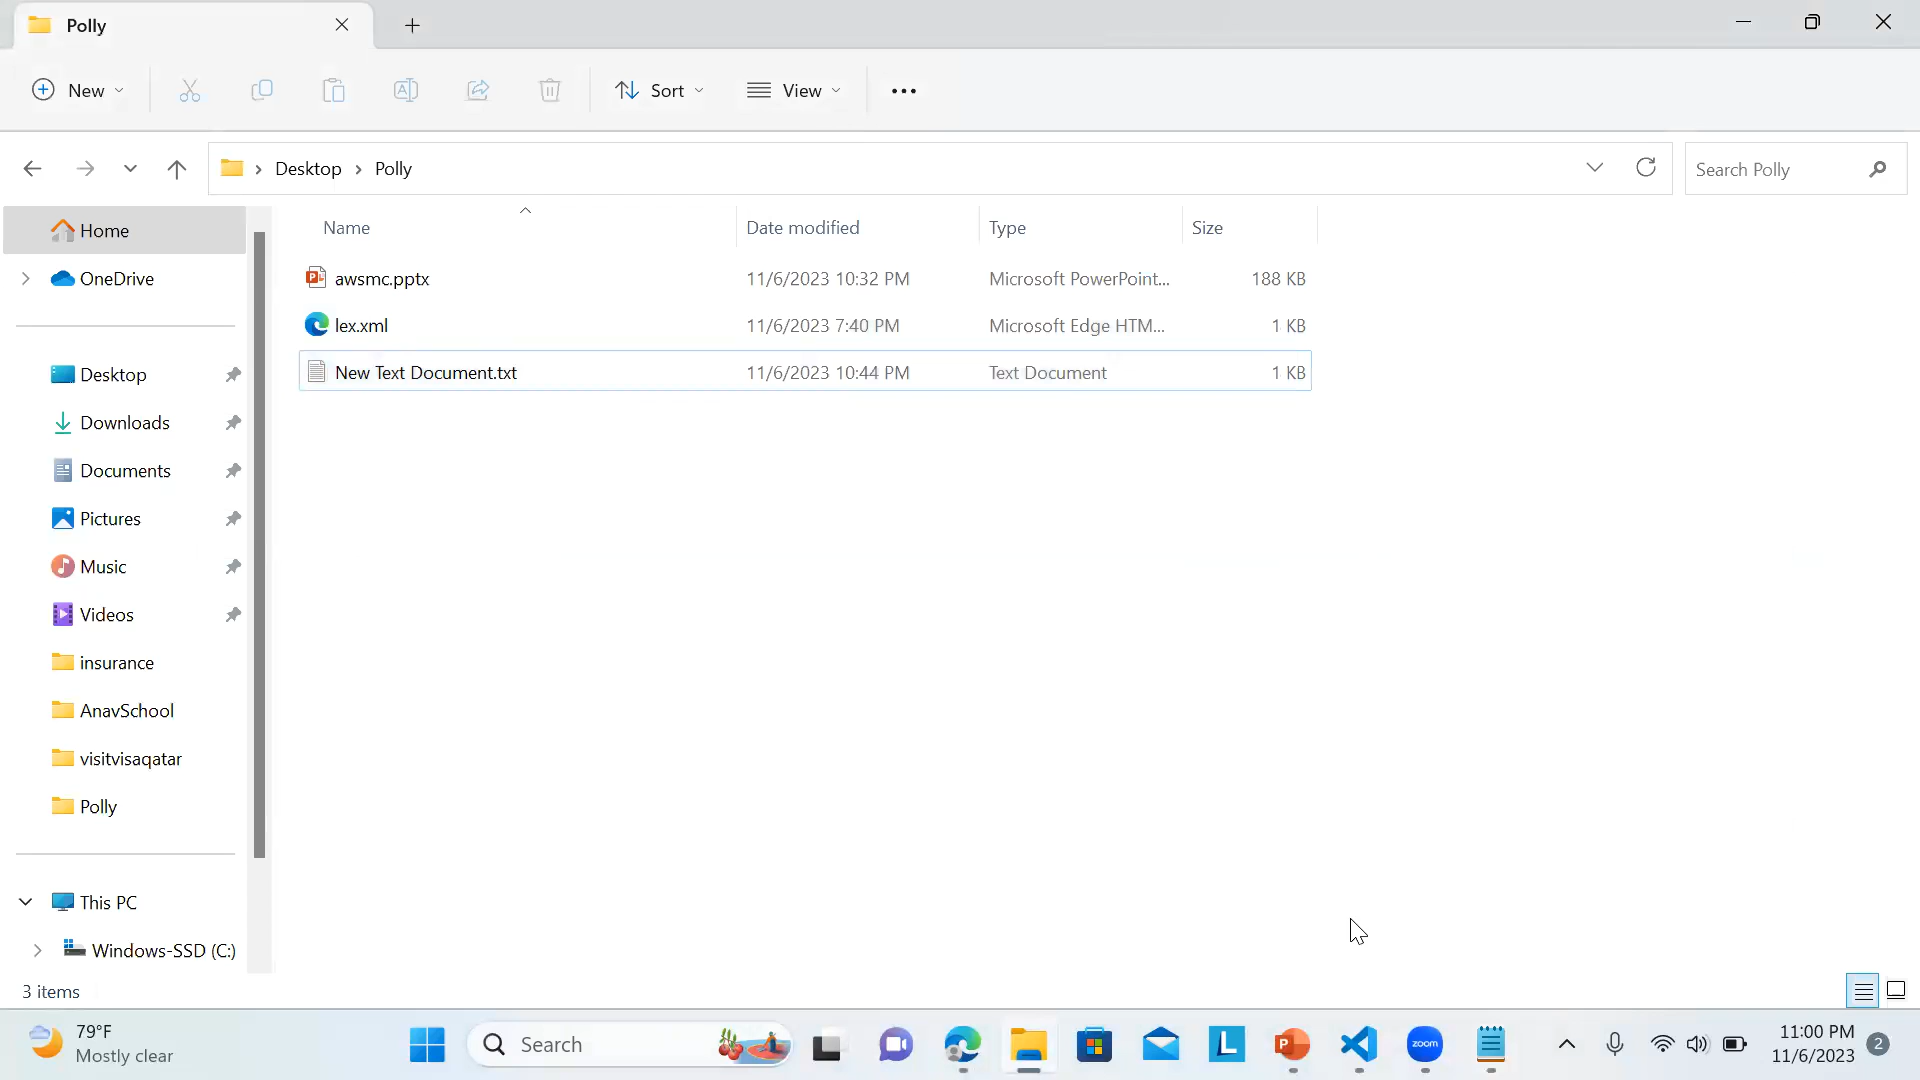 Polly
New
Sort
View
Desktop
Polly
Search Polly
Home
OneDrive
Desktop
Downloads
Documents
Pictures
Music
Videos
insurance
AnavSchool
visitvisaqatar
Polly
This PC
Windows-SSD (C:)
Name Date modified Type Size
awsmc.pptx 11/6/2023 10:32 PM Microsoft PowerPoint... 188 KB
lex.xml 11/6/2023 7:40 PM Microsoft Edge HTM... 1 KB
New Text Document.txt 11/6/2023 10:44 PM Text Document 1 KB
3 items
79°F
Mostly clear
Search
L
zoom
11:00 PM
11/6/2023
2